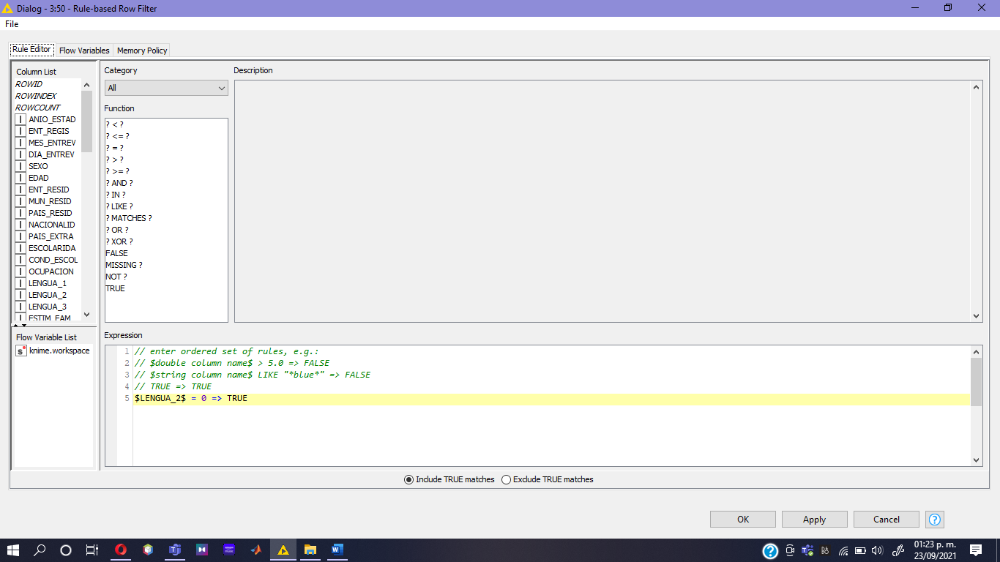 Dialog - 3:50 - Rule-based Row Filter
File
Rule Editor Flow Variables Memory Policy
Column List
ROWID
ROWINDEX
ROWCOUNT
I ANIO_ESTAD
I ENT_REGIS
I MES_ENTREV
I DIA_ENTREV
I SEXO
I EDAD
I ENT_RESID
I MUN_RESID
I PAIS_RESID
I NACIONALID
I PAIS_EXTRA
I ESCOLARIDA
I COND_ESCOL
I OCUPACION
I LENGUA_1
I LENGUA_2
I LENGUA_3
I ESTIM_FAM
Flow Variable List
s knime.workspace
Category
All
Function
? < ?
? <= ?
? = ?
? > ?
? >= ?
? AND ?
? IN ?
? LIKE ?
? MATCHES ?
? OR ?
? XOR ?
FALSE
MISSING ?
NOT ?
TRUE
Description
Expression
1 // enter ordered set of rules, e.g.:
2 // $double column name$ > 5.0 => FALSE
3 // $string column name$ LIKE "*blue*" => FALSE
4 // TRUE => TRUE
5 $LENGUA_2$ = 0 => TRUE
Include TRUE matches Exclude TRUE matches
OK Apply Cancel ?
01:23 p. m.
23/09/2021